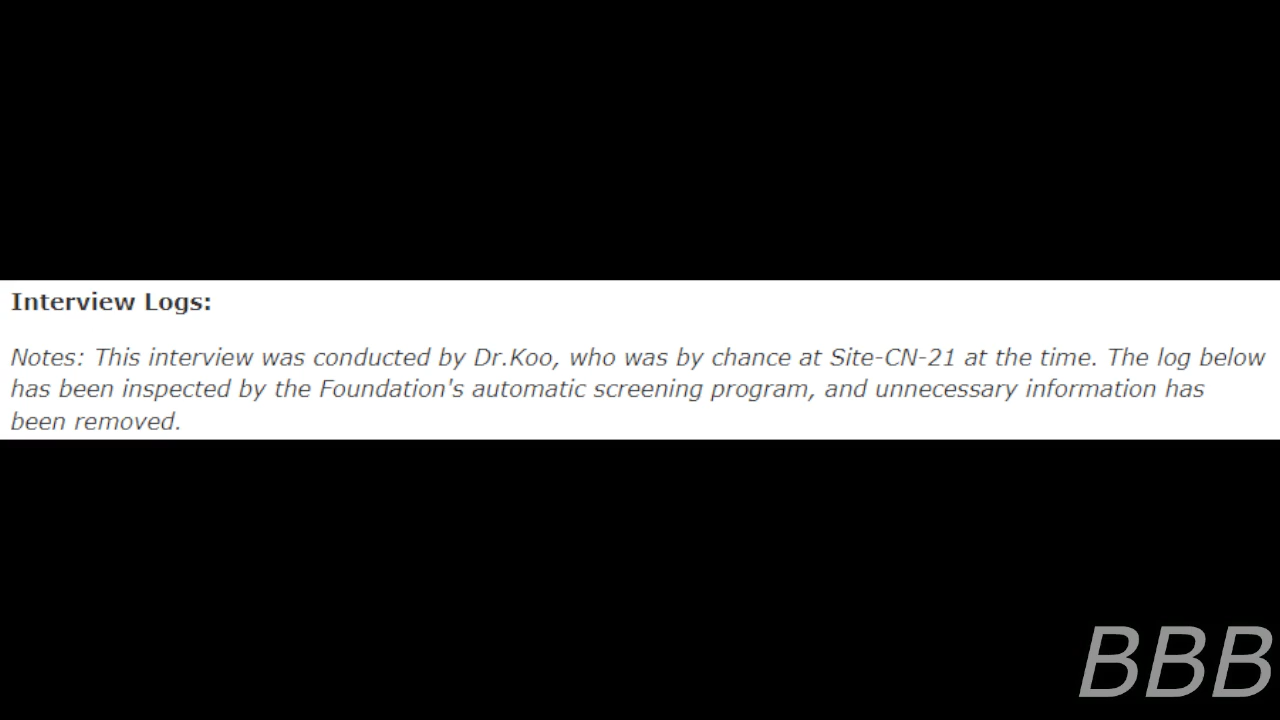 Interview Logs:
Notes: This interview was conducted by Dr.Koo, who was by chance at Site-CN-21 at the time. The log below
has been inspected by the Foundation's automatic screening program, and unnecessary information has
been removed.
BBB